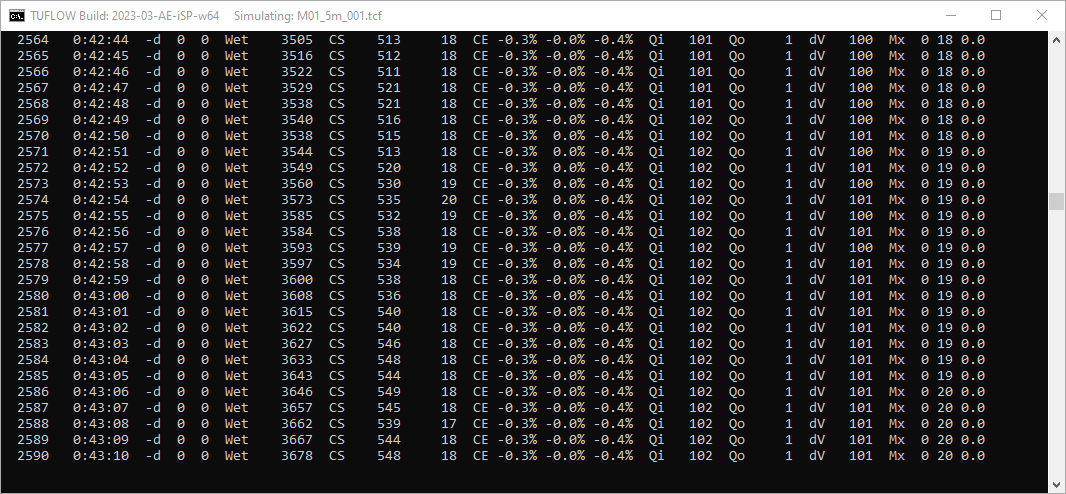 TUFLOW Build: 2023-03-AE-iSP-w64 Simulating: M01_5m_001.tcf
2564 0:42:44 -d 0 0 Wet 3505 CS 513 18 CE -0.3% -0.0% -0.4% Qi 101 Qo 1 dV 100 Mx 0 18 0.0
2565 0:42:45 -d 0 0 Wet 3516 CS 512 18 CE -0.3% -0.0% -0.4% Qi 101 Qo 1 dV 100 Mx 0 18 0.0
2566 0:42:46 -d 0 0 Wet 3522 CS 511 18 CE -0.3% -0.0% -0.4% Qi 101 Qo 1 dV 100 Mx 0 18 0.0
2567 0:42:47 -d 0 0 Wet 3529 CS 521 18 CE -0.3% -0.0% -0.4% Qi 101 Qo 1 dV 100 Mx 0 18 0.0
2568 0:42:48 -d 0 0 Wet 3538 CS 521 18 CE -0.3% -0.0% -0.4% Qi 101 Qo 1 dV 100 Mx 0 18 0.0
2569 0:42:49 -d 0 0 Wet 3540 CS 516 18 CE -0.3% 0.0% -0.4% Qi 102 Qo 1 dV 100 Mx 0 18 0.0
2570 0:42:50 -d 0 0 Wet 3538 CS 515 18 CE -0.3% 0.0% -0.4% Qi 102 Qo 1 dV 101 Mx 0 18 0.0
2571 0:42:51 -d 0 0 Wet 3544 CS 513 18 CE -0.3% 0.0% -0.4% Qi 102 Qo 1 dV 100 Mx 0 19 0.0
2572 0:42:52 -d 0 0 Wet 3549 CS 520 18 CE -0.3% 0.0% -0.4% Qi 102 Qo 1 dV 101 Mx 0 19 0.0
2573 0:42:53 -d 0 0 Wet 3560 CS 530 19 CE -0.3% 0.0% -0.4% Qi 102 Qo 1 dV 100 Mx 0 19 0.0
2574 0:42:54 -d 0 0 Wet 3573 CS 535 20 CE -0.3% 0.0% -0.4% Qi 102 Qo 1 dV 101 Mx 0 19 0.0
2575 0:42:55 -d 0 0 Wet 3585 CS 532 19 CE -0.3% 0.0% -0.4% Qi 102 Qo 1 dV 100 Mx 0 19 0.0
2576 0:42:56 -d 0 0 Wet 3584 CS 538 18 CE -0.3% 0.0% -0.4% Qi 102 Qo 1 dV 101 Mx 0 19 0.0
2577 0:42:57 -d 0 0 Wet 3593 CS 539 19 CE -0.3% 0.0% -0.4% Qi 102 Qo 1 dV 100 Mx 0 19 0.0
2578 0:42:58 -d 0 0 Wet 3597 CS 534 19 CE -0.3% 0.0% -0.4% Qi 102 Qo 1 dV 101 Mx 0 19 0.0
2579 0:42:59 -d 0 0 Wet 3600 CS 538 18 CE -0.3% -0.0% -0.4% Qi 102 Qo 1 dV 101 Mx 0 19 0.0
2580 0:43:00 -d 0 0 Wet 3608 CS 536 18 CE -0.3% -0.0% -0.4% Qi 102 Qo 1 dV 101 Mx 0 19 0.0
2581 0:43:01 -d 0 0 Wet 3615 CS 540 18 CE -0.3% -0.0% -0.4% Qi 102 Qo 1 dV 101 Mx 0 19 0.0
2582 0:43:02 -d 0 0 Wet 3622 CS 540 18 CE -0.3% -0.0% -0.4% Qi 102 Qo 1 dV 101 Mx 0 19 0.0
2583 0:43:03 -d 0 0 Wet 3627 CS 546 18 CE -0.3% -0.0% -0.4% Qi 102 Qo 1 dV 101 Mx 0 19 0.0
2584 0:43:04 -d 0 0 Wet 3633 CS 548 18 CE -0.3% -0.0% -0.4% Qi 102 Qo 1 dV 101 Mx 0 19 0.0
2585 0:43:05 -d 0 0 Wet 3643 CS 544 18 CE -0.3% -0.0% -0.4% Qi 102 Qo 1 dV 101 Mx 0 19 0.0
2586 0:43:06 -d 0 0 Wet 3646 CS 549 18 CE -0.3% -0.0% -0.4% Qi 102 Qo 1 dV 101 Mx 0 20 0.0
2587 0:43:07 -d 0 0 Wet 3657 CS 545 18 CE -0.3% -0.0% -0.4% Qi 102 Qo 1 dV 101 Mx 0 20 0.0
2588 0:43:08 -d 0 0 Wet 3662 CS 539 17 CE -0.3% -0.0% -0.4% Qi 102 Qo 1 dV 101 Mx 0 20 0.0
2589 0:43:09 -d 0 0 Wet 3667 CS 544 18 CE -0.3% -0.0% -0.4% Qi 102 Qo 1 dV 101 Mx 0 20 0.0
2590 0:43:10 -d 0 0 Wet 3678 CS 548 18 CE -0.3% -0.0% -0.4% Qi 102 Qo 1 dV 101 Mx 0 20 0.0